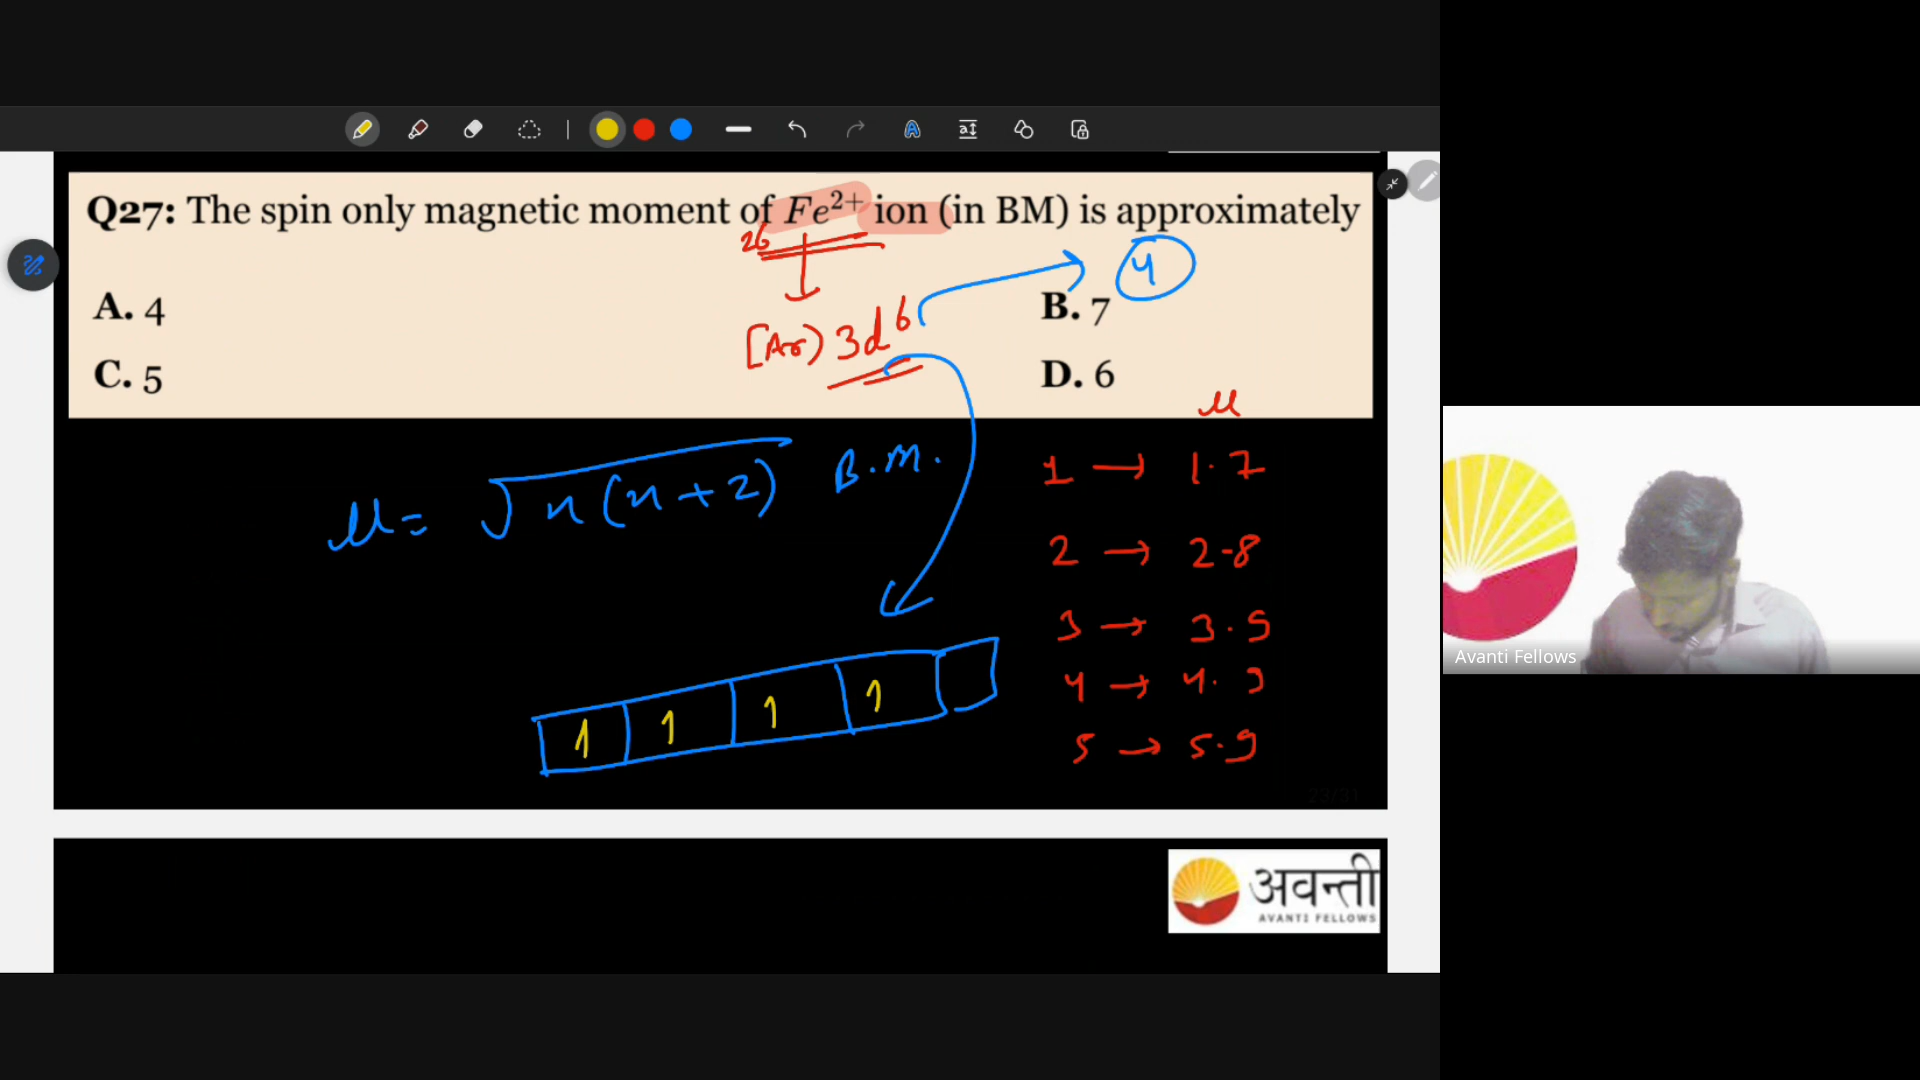 Q27: The spin only magnetic moment of Fe²⁺ ion (in BM) is approximately
26
4
A. 4
B. 7
[Ar) 3d⁶
C. 5
D. 6
μ
μ = √n(n+2) B.M.
1 → 1.7
2 → 2-8
3 → 3.5
4 → 4.9
5 → 5.9
1 1 1 1
23/31
Avanti Fellows
अवन्ती
AVANTI FELLOWS